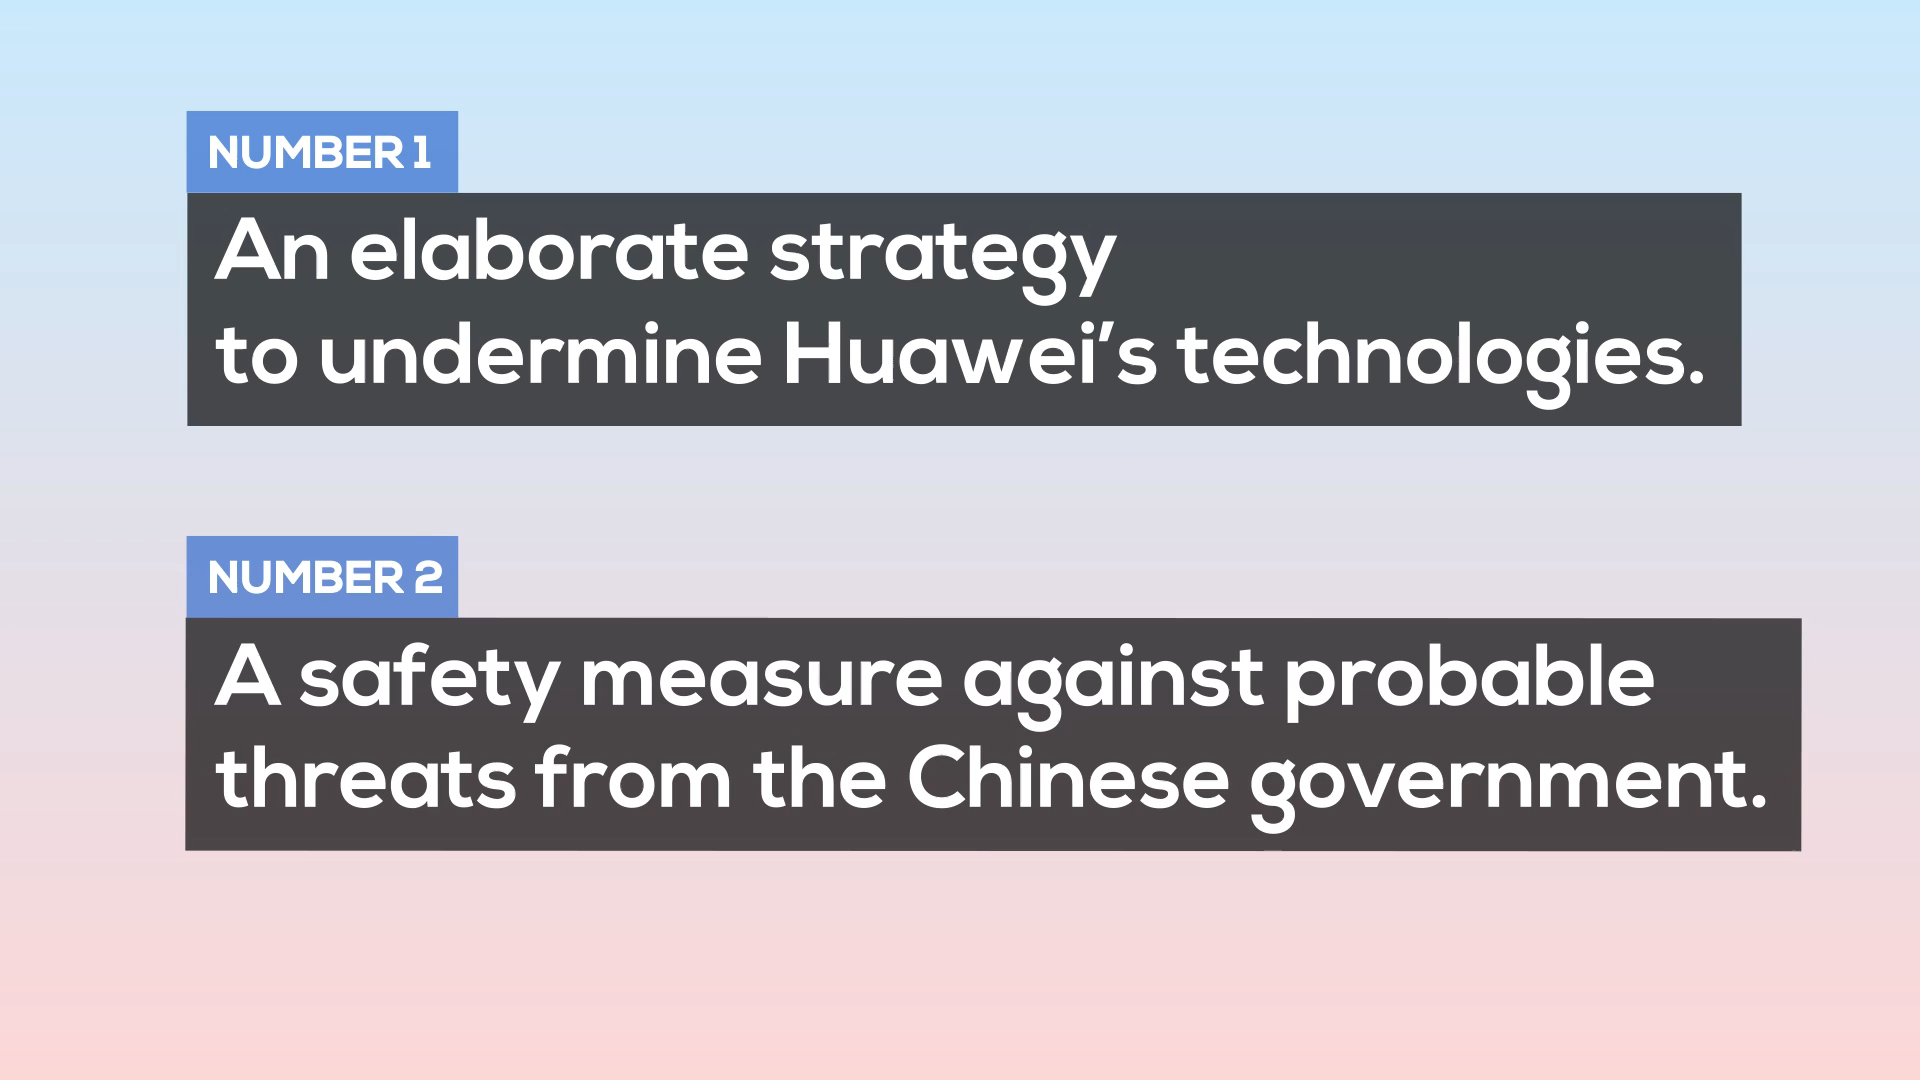 NUMBER 1
An elaborate strategy
to undermine Huawei’s technologies.
NUMBER 2
A safety measure against probable
threats from the Chinese government.